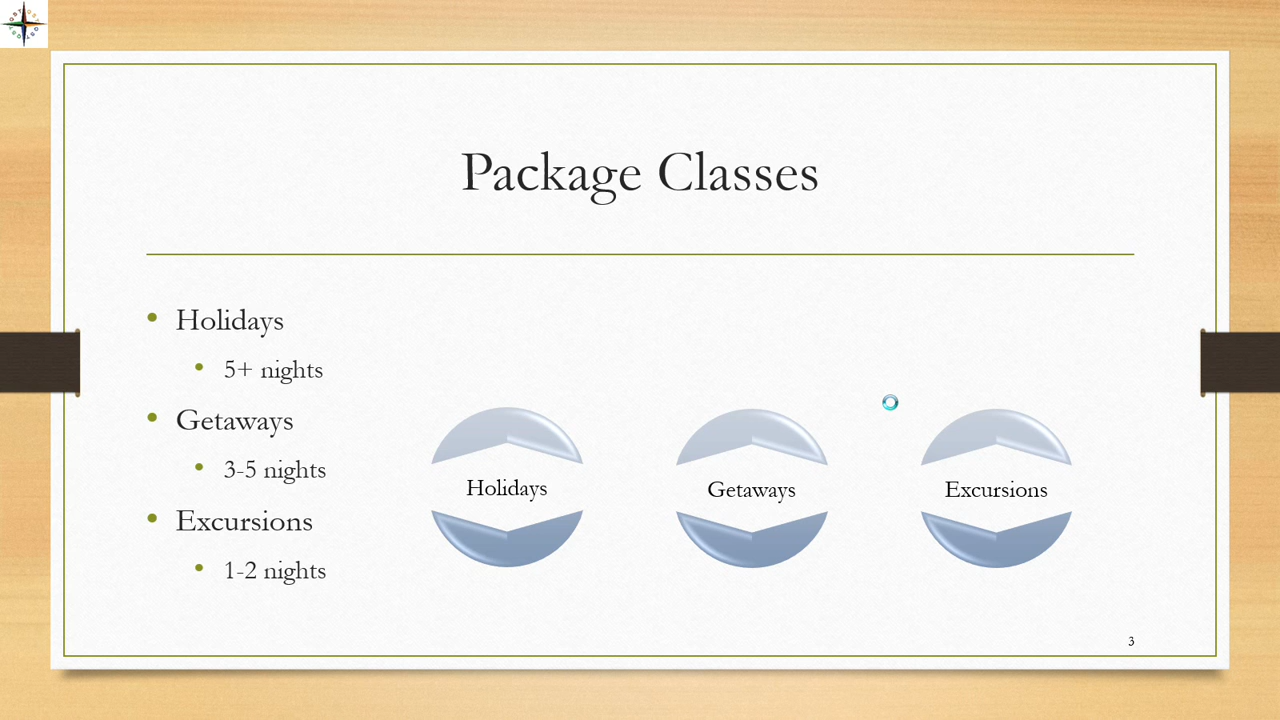 Package Classes
• Holidays
• 5+ nights
• Getaways
• 3-5 nights
• Excursions
• 1-2 nights
Holidays
Getaways
Excursions
3